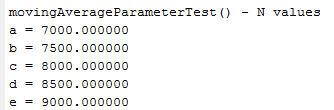 movingAverageParameterTest() - N values
a = 7000.000000
b = 7500.000000
c = 8000.000000
d = 8500.000000
e = 9000.000000